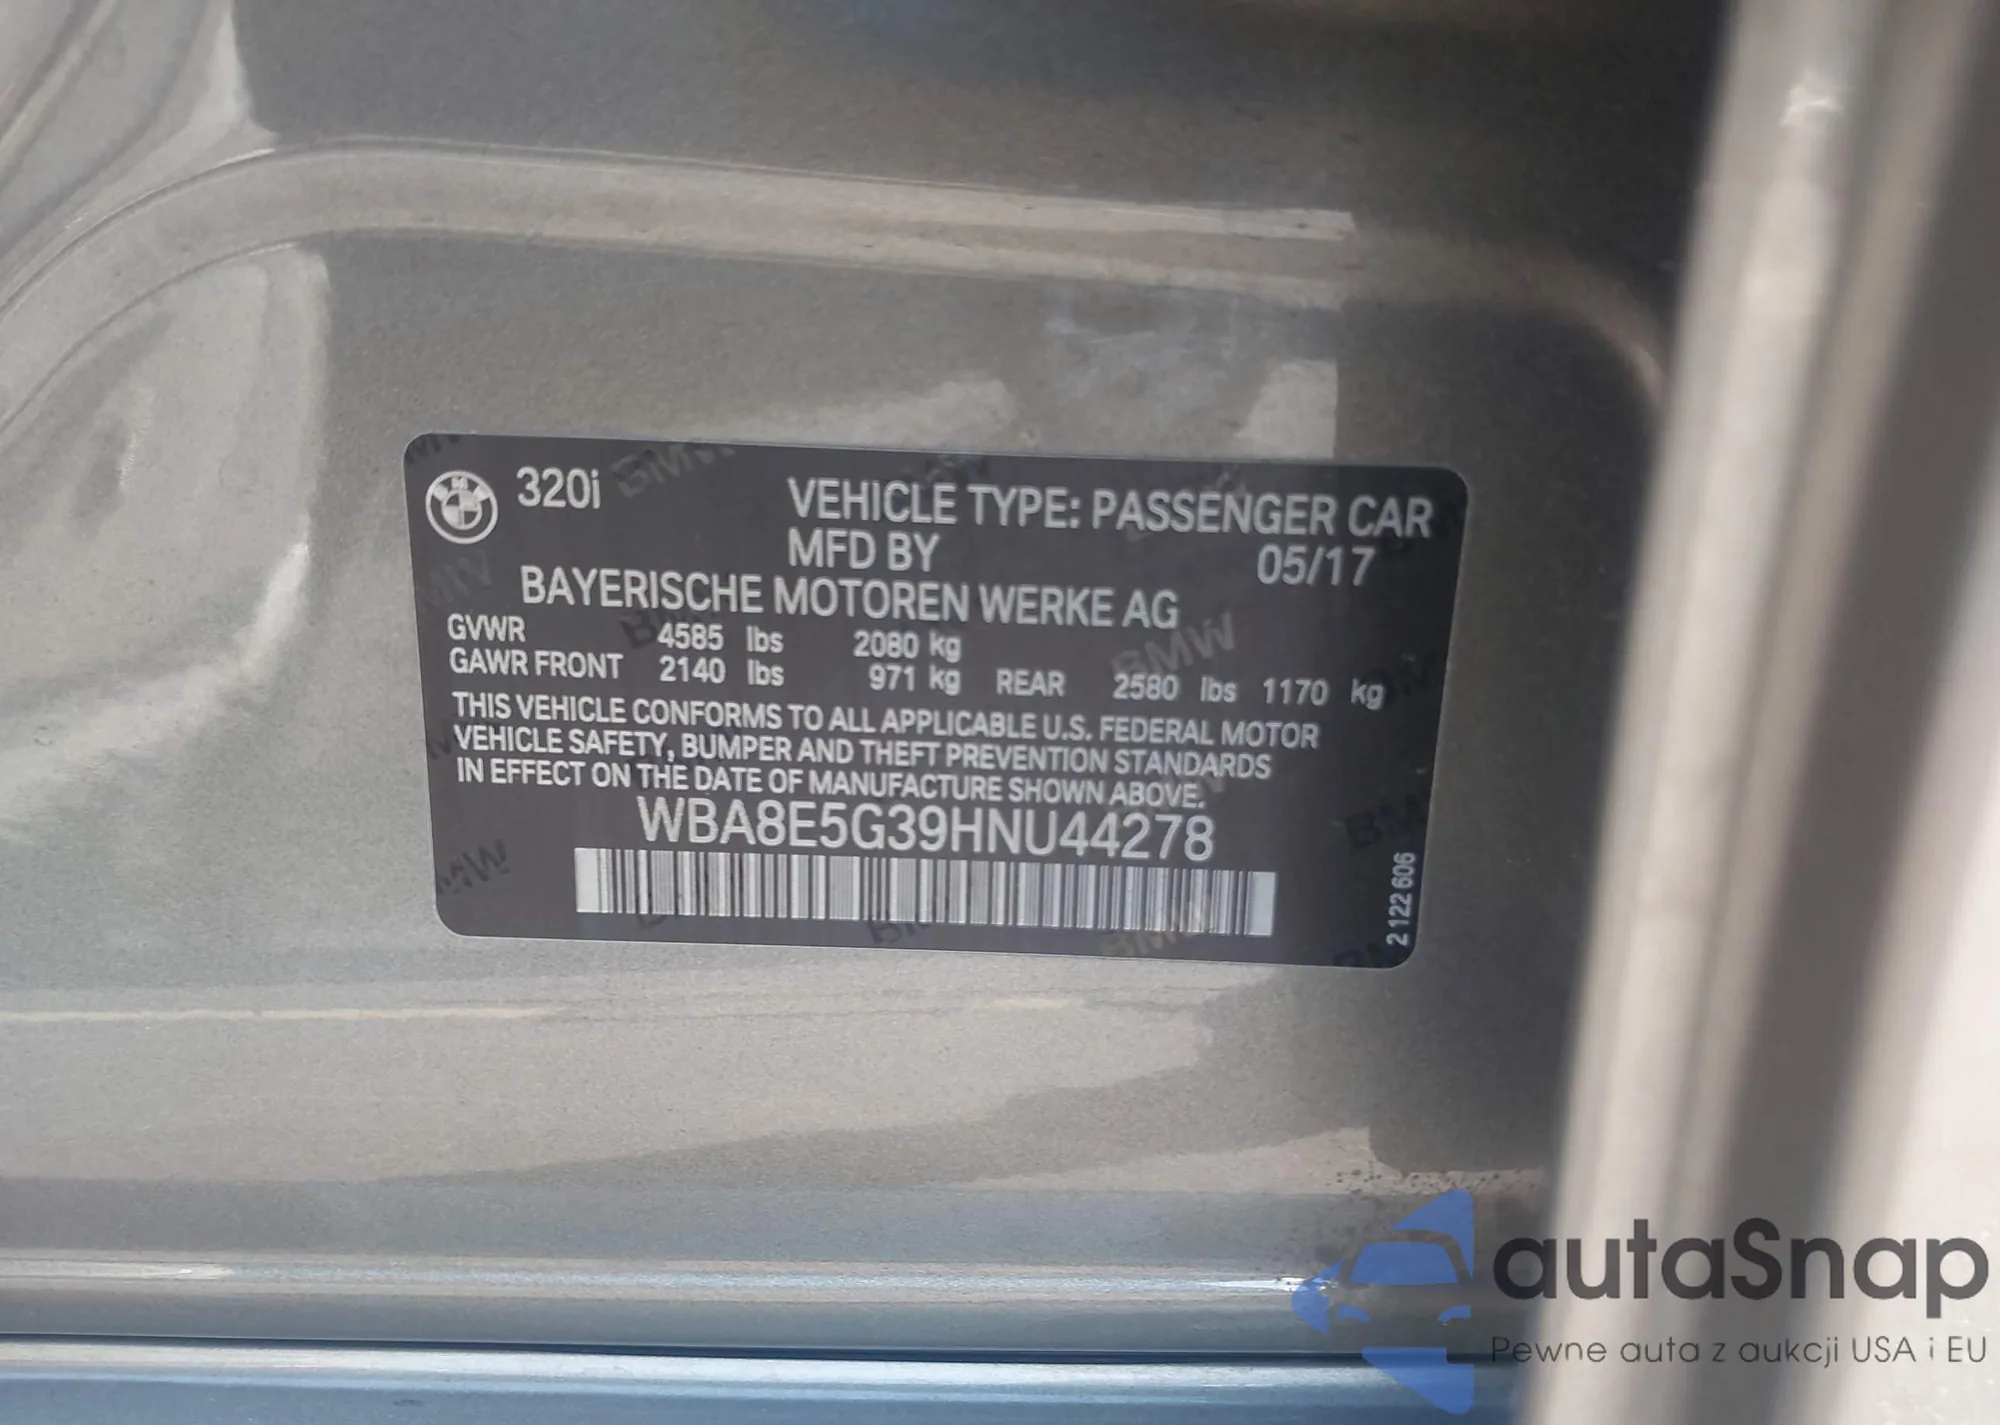 320i
VEHICLE TYPE: PASSENGER CAR
MFD BY 05/17
BAYERISCHE MOTOREN WERKE AG
GVWR 4585 lbs 2080 kg
GAWR FRONT 2140 lbs 971 kg REAR 2580 lbs 1170 kg
THIS VEHICLE CONFORMS TO ALL APPLICABLE U.S. FEDERAL MOTOR
VEHICLE SAFETY, BUMPER AND THEFT PREVENTION STANDARDS
IN EFFECT ON THE DATE OF MANUFACTURE SHOWN ABOVE.
WBA8E5G39HNU44278
2 122 606
autaSnap
Pewne auta z aukcji USA i EU